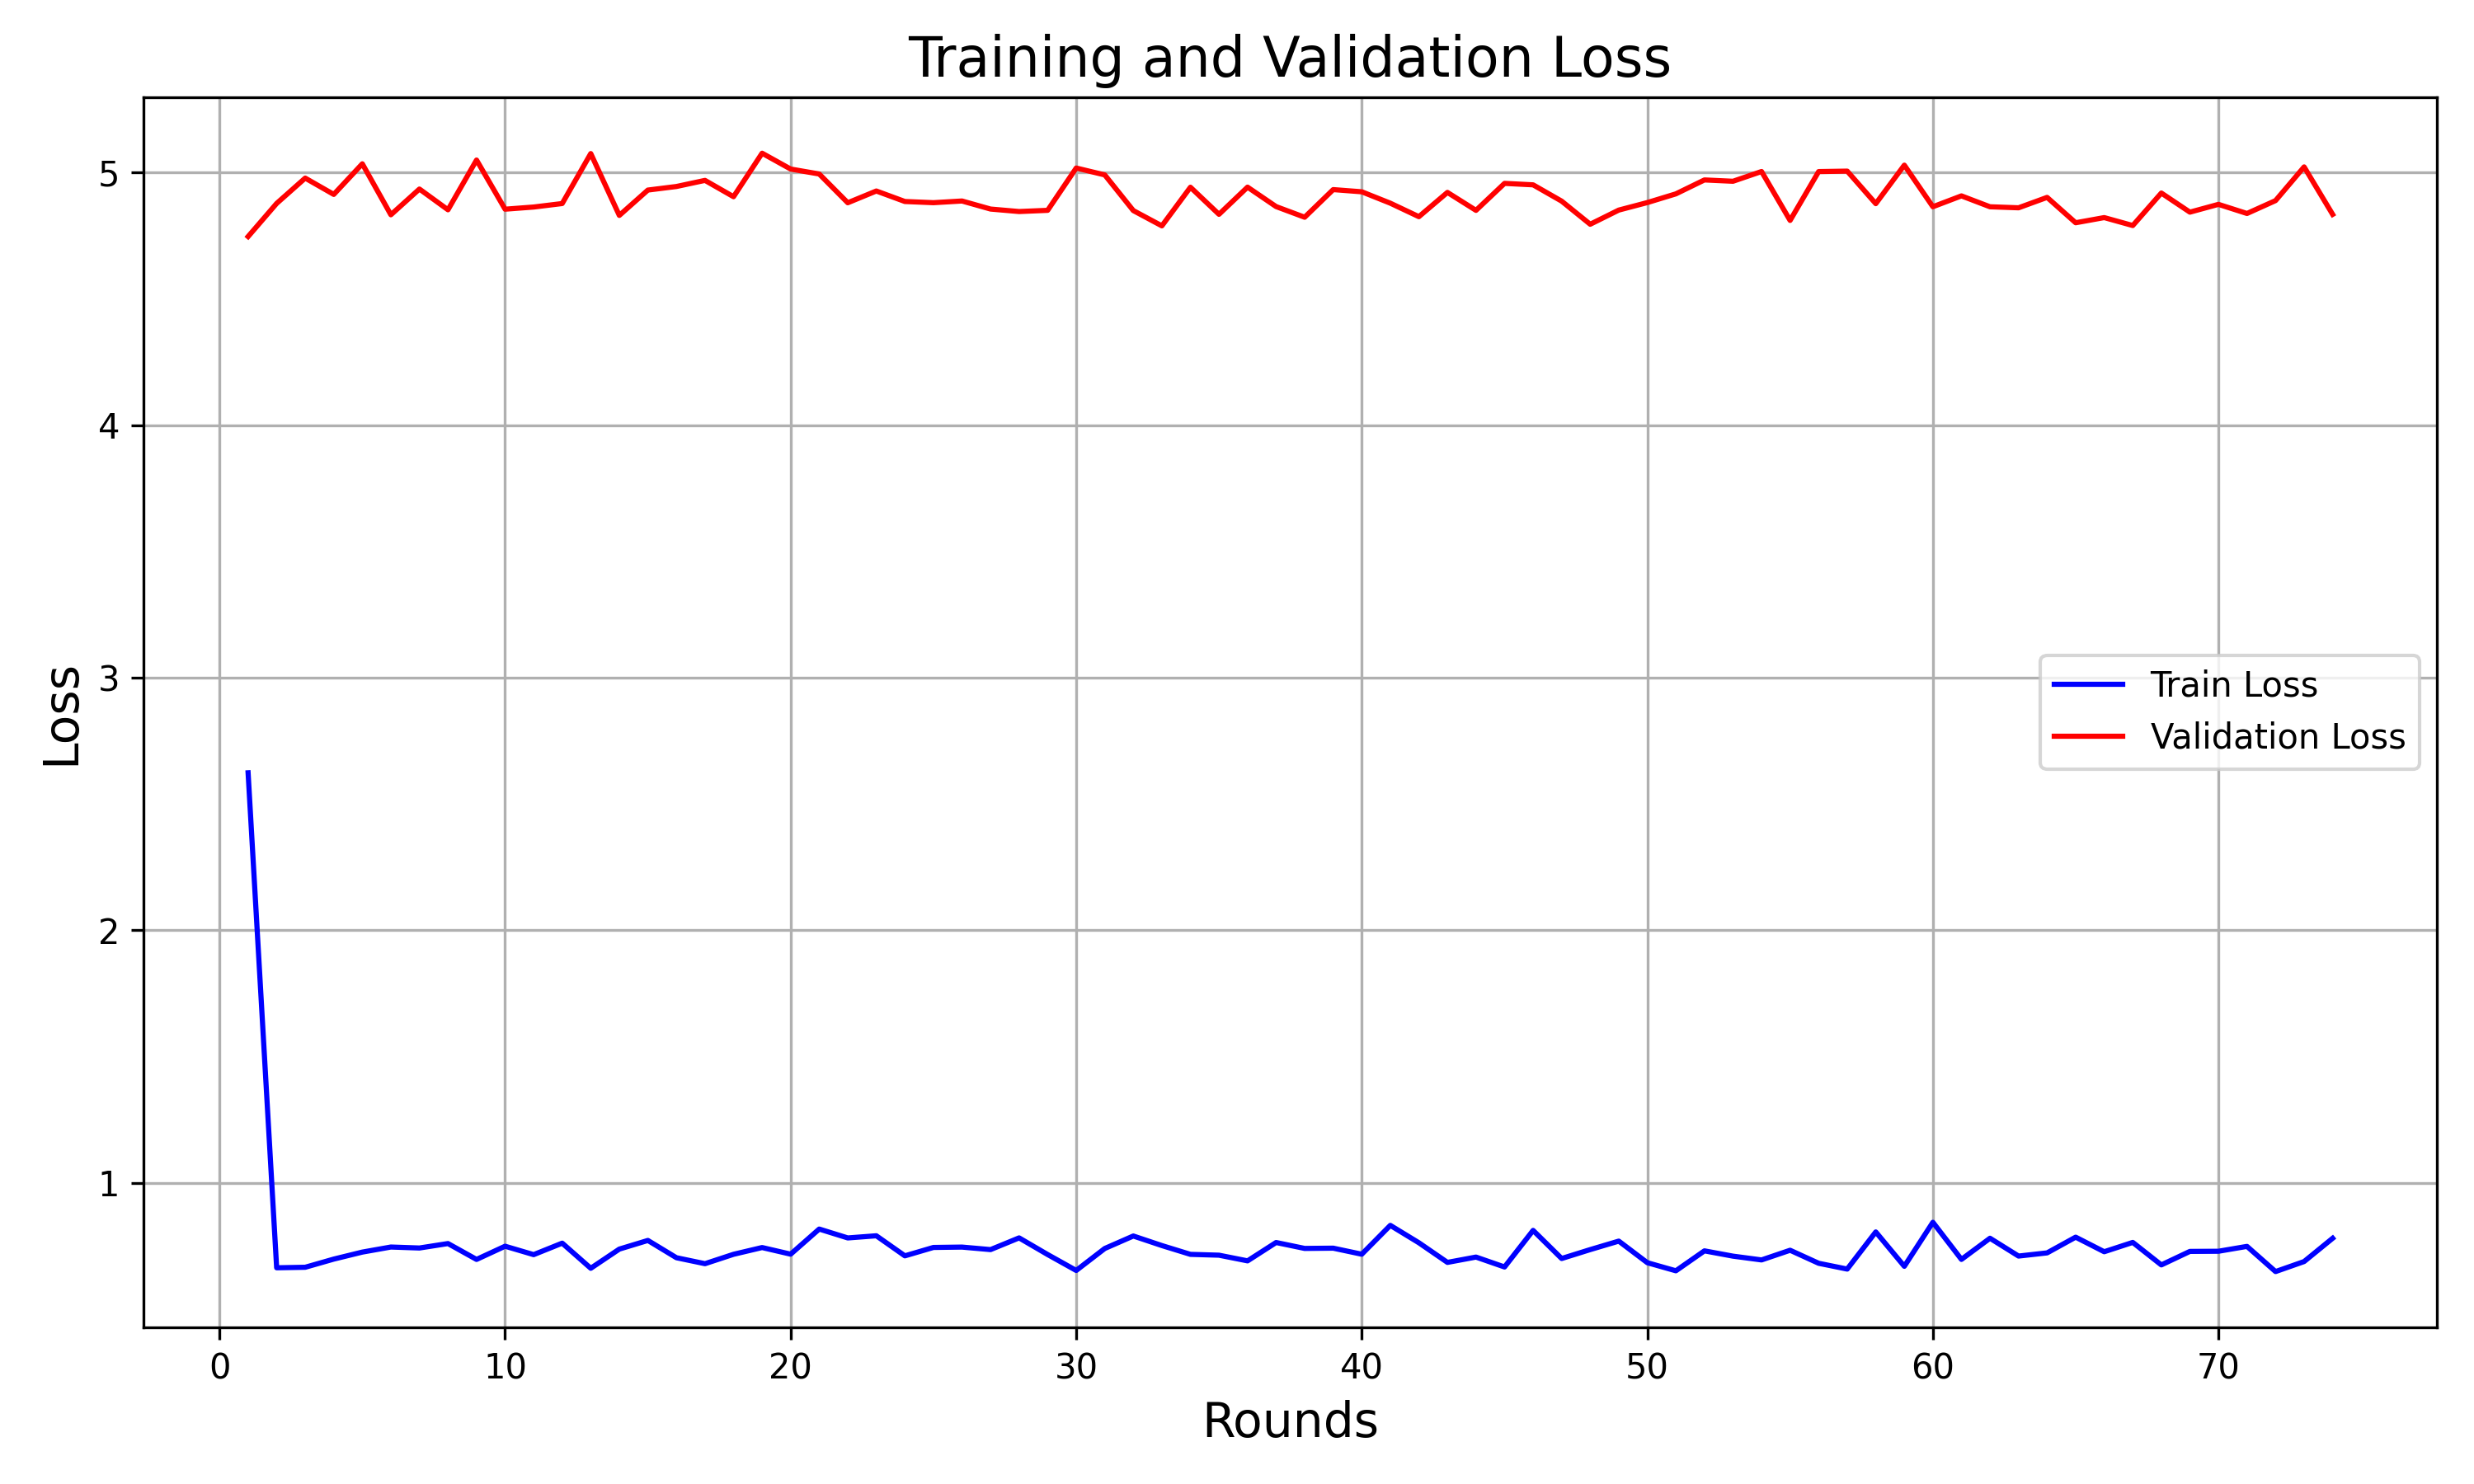 Training and Validation Loss
5
4
3
2
1
Loss
Train Loss
Validation Loss
0 10 20 30 40 50 60 70
Rounds